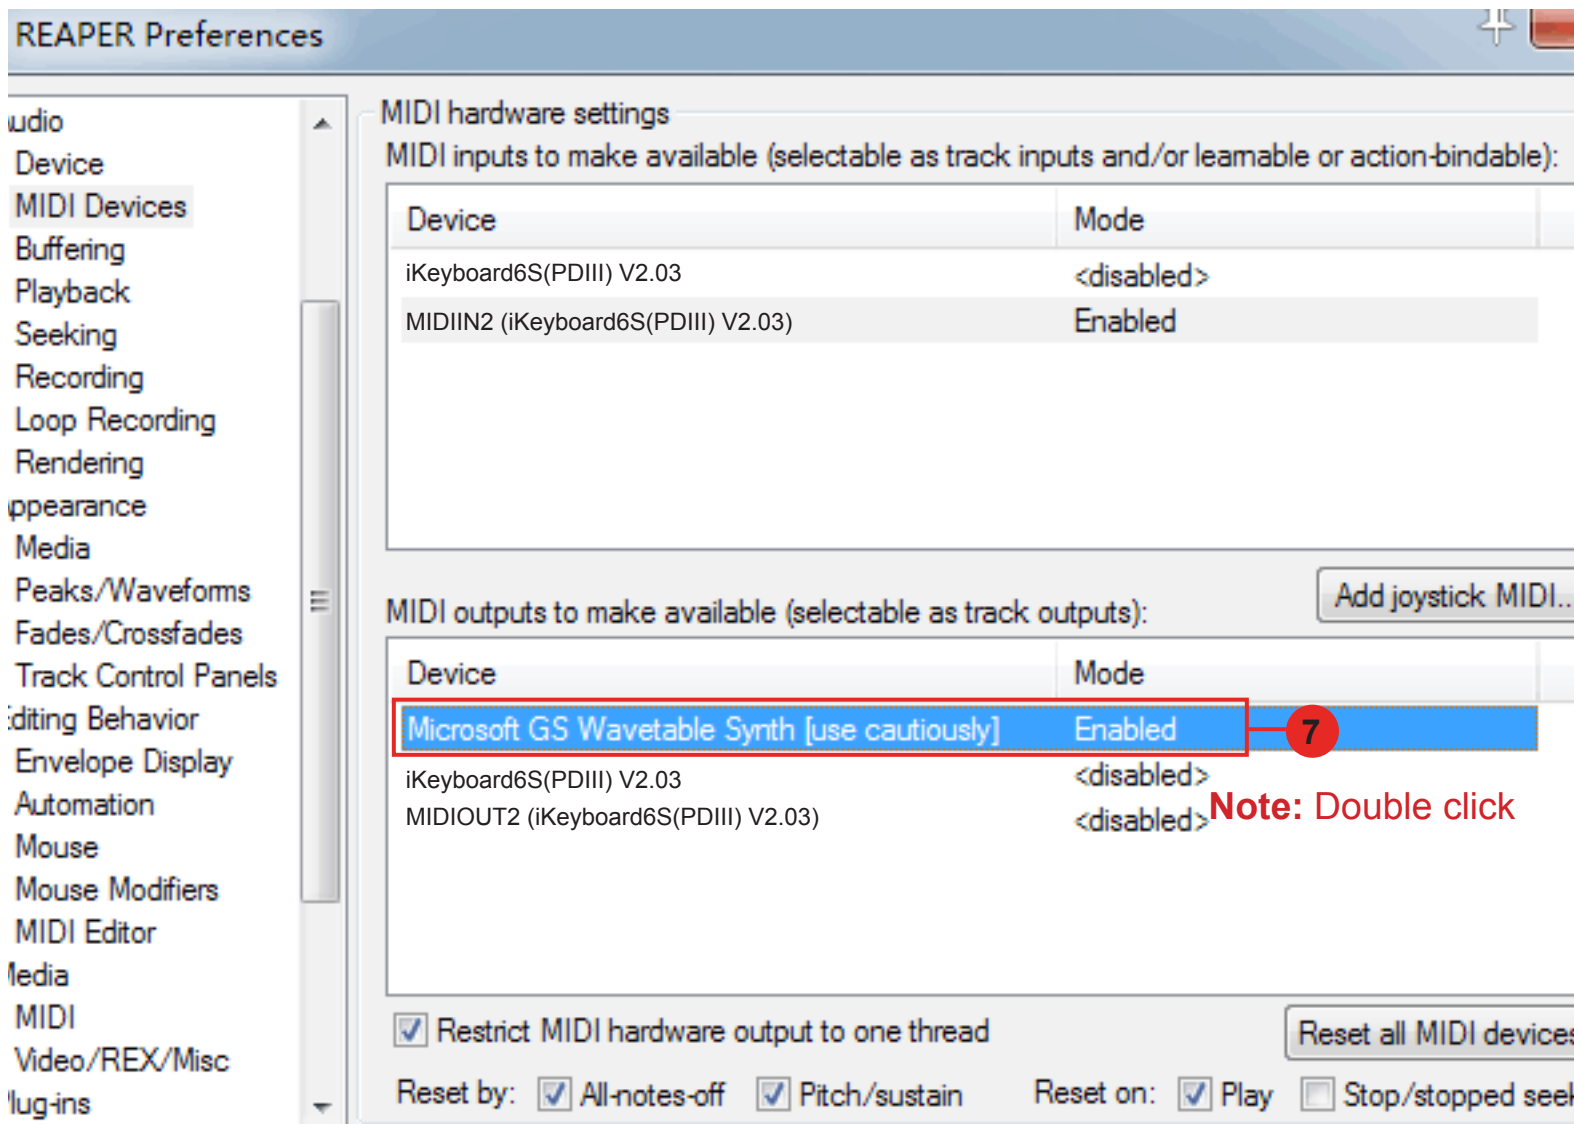 REAPER Preferences
udio
Device
MIDI Devices
Buffering
Playback
Seeking
Recording
Loop Recording
Rendering
ppearance
Media
Peaks/Waveforms
Fades/Crossfades
Track Control Panels
diting Behavior
Envelope Display
Automation
Mouse
Mouse Modifiers
MIDI Editor
Media
MIDI
Video/REX/Misc
lug-ins
MIDI hardware settings
MIDI inputs to make available (selectable as track inputs and/or learnable or action-bindable):
Device Mode
iKeyboard6S(PDIII) V2.03 <disabled>
MIDIIN2 (iKeyboard6S(PDIII) V2.03) Enabled
Add joystick MIDI...
MIDI outputs to make available (selectable as track outputs):
Device Mode
Microsoft GS Wavetable Synth [use cautiously] Enabled 7
iKeyboard6S(PDIII) V2.03 <disabled>
MIDIOUT2 (iKeyboard6S(PDIII) V2.03) <disabled>
Note: Double click
Restrict MIDI hardware output to one thread
Reset all MIDI devices
Reset by: All-notes-off Pitch/sustain Reset on: Play Stop/stopped seek